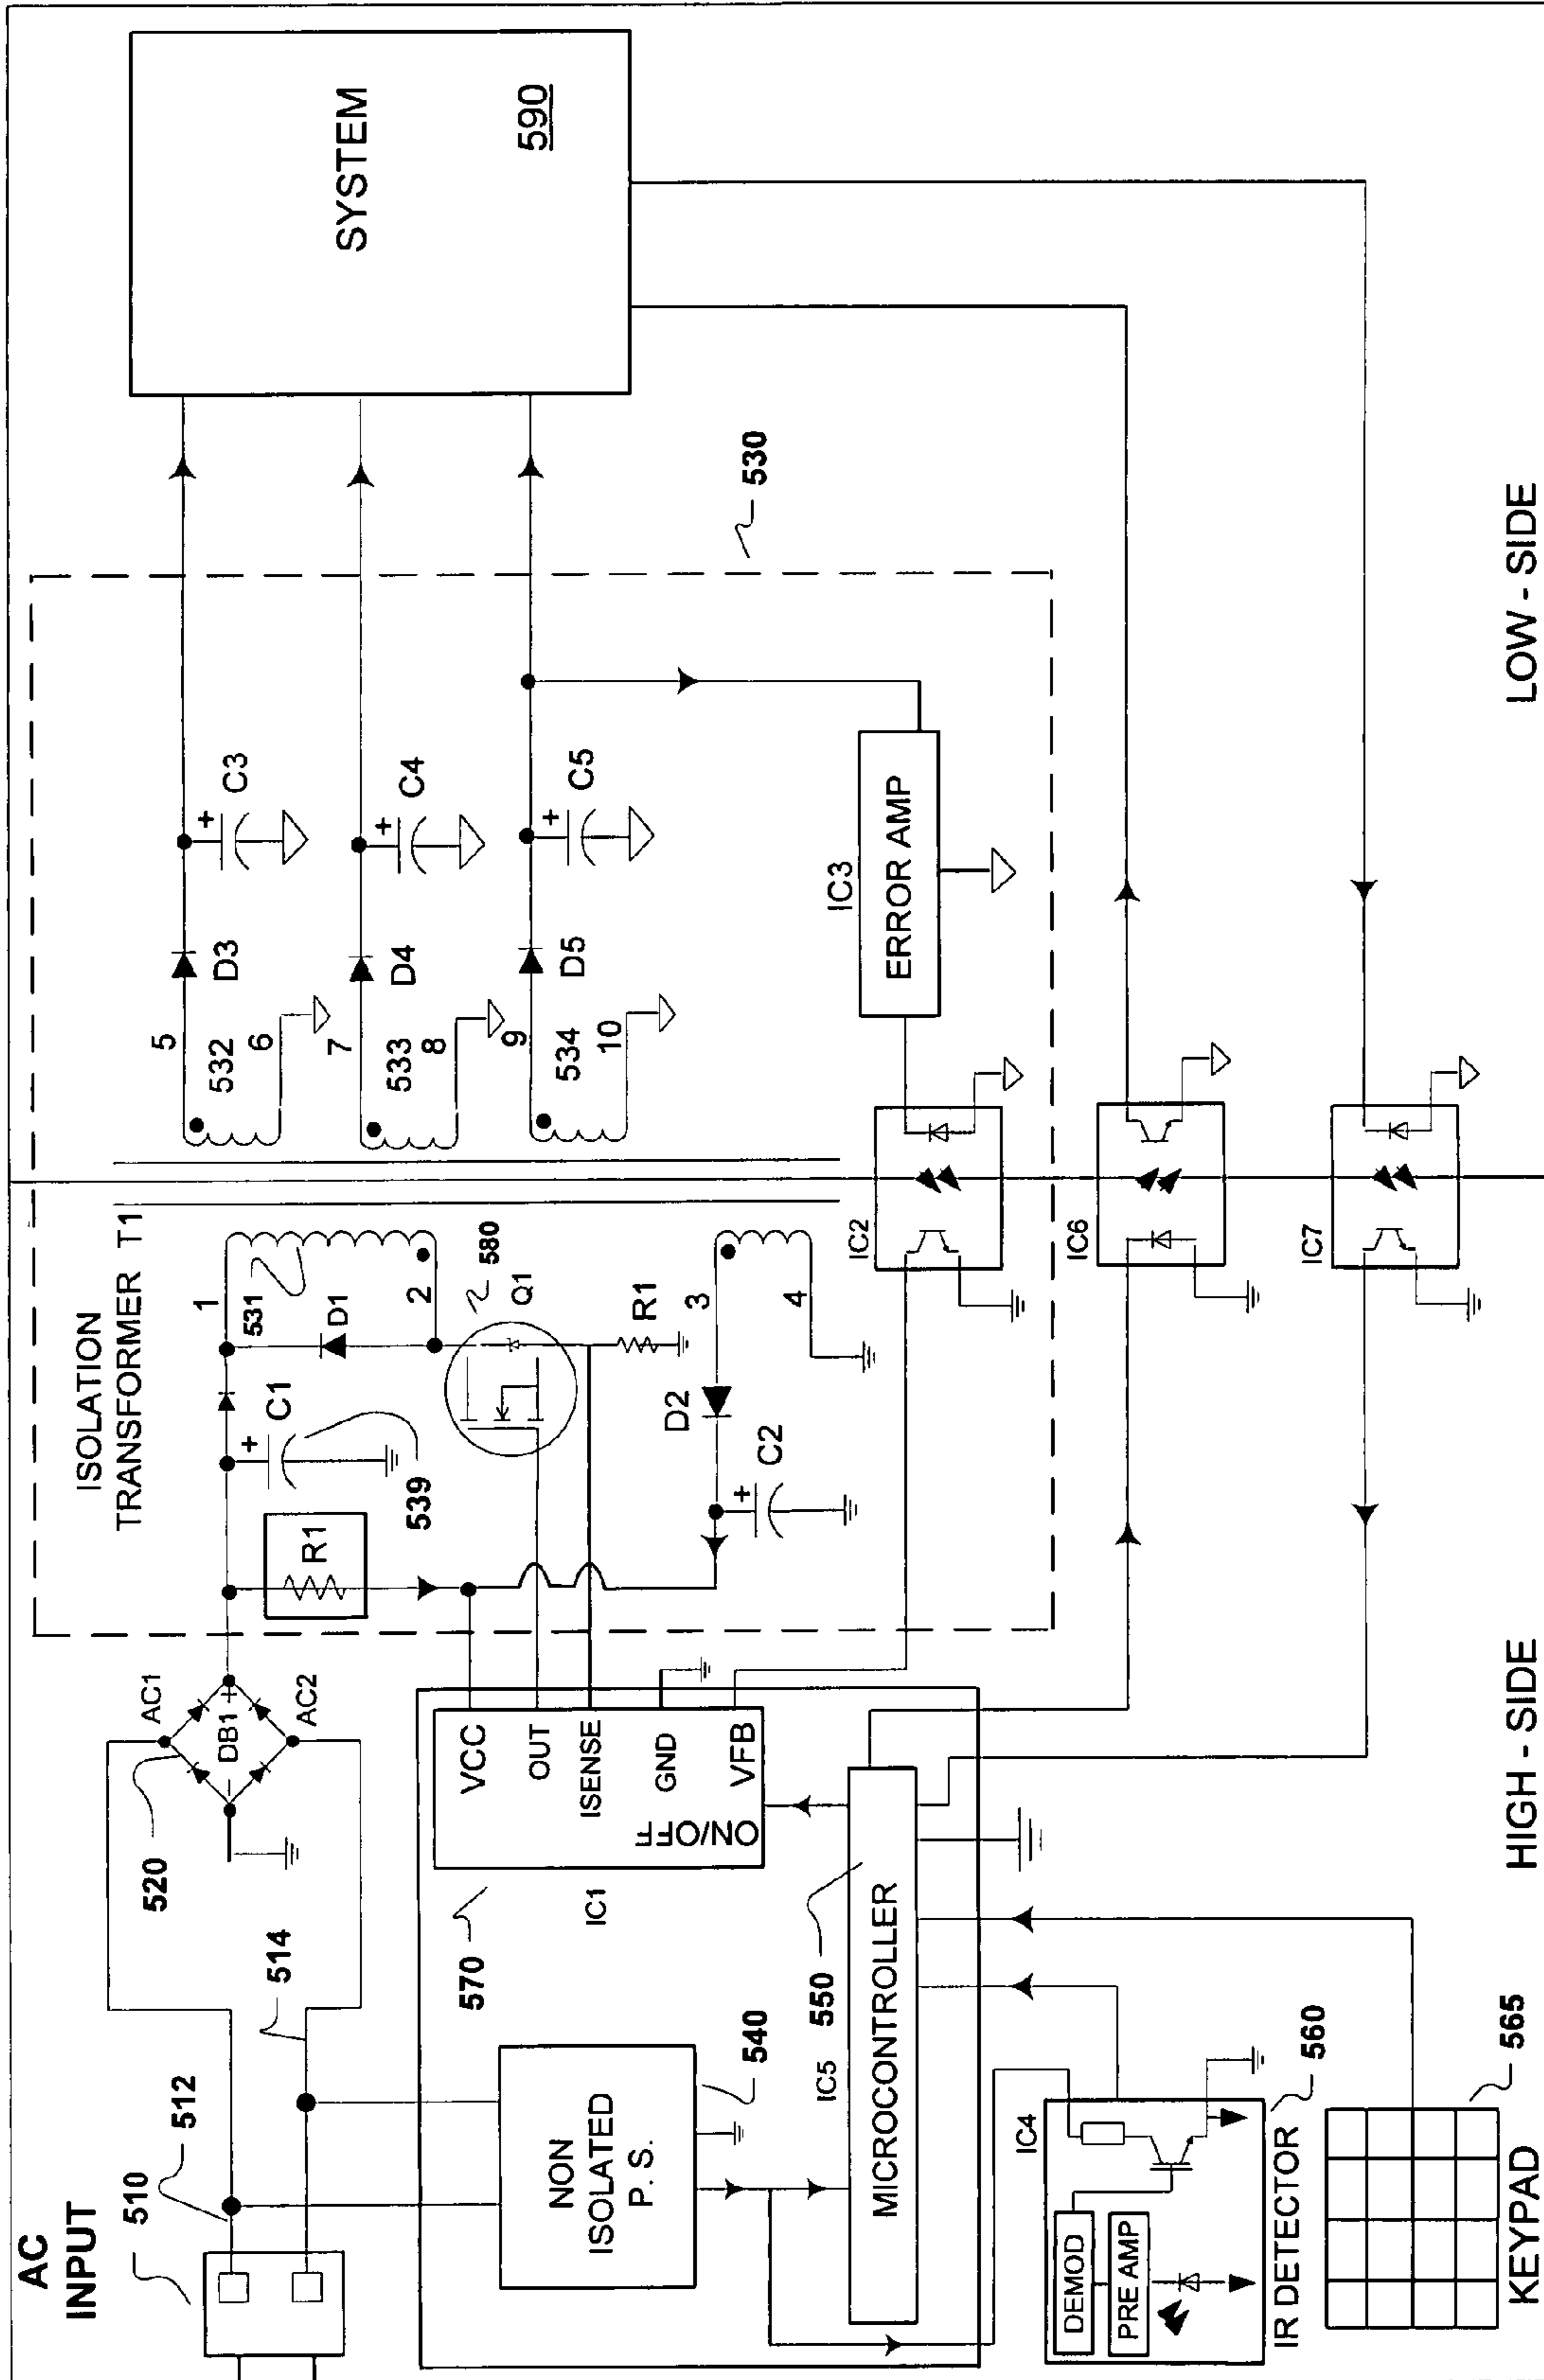 AC
INPUT
510
512
514
520
AC1
DB1
+
-
AC2
ISOLATION
TRANSFORMER T1
R1
+
C1
539
1
531
D1
2
580
Q1
R1
3
4
D2
+
C2
5
532
6
D3
+
C3
7
533
8
D4
+
C4
9
534
10
D5
+
C5
530
SYSTEM
590
NON
ISOLATED
P. S.
540
570
IC1
VCC
OUT
ISENSE
GND
VFB
ON/OFF
IC5
550
MICROCONTROLLER
IC2
IC3
ERROR AMP
IC6
IC7
IC4
DEMOD
PRE AMP
IR DETECTOR
560
KEYPAD
565
HIGH - SIDE
LOW - SIDE